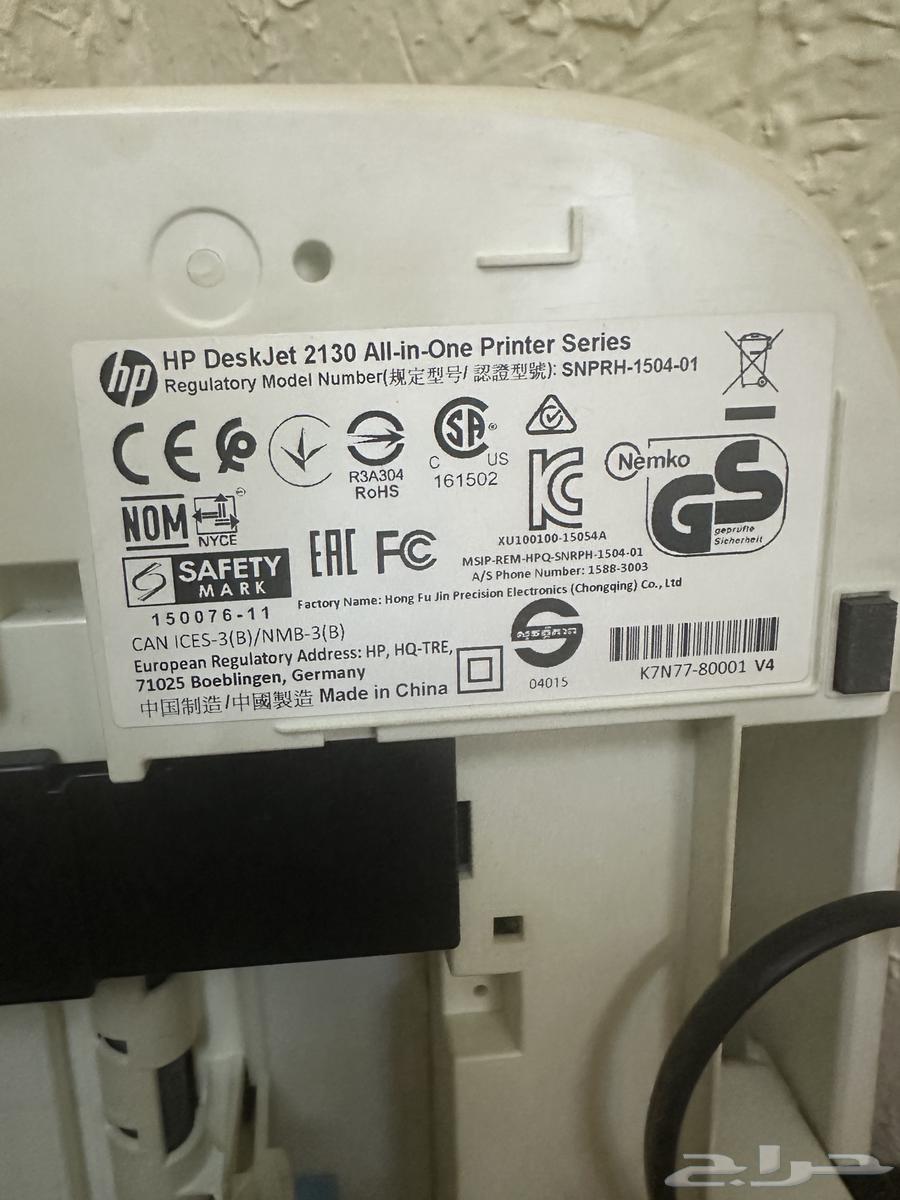 hp
HP DeskJet 2130 All-in-One Printer Series
Regulatory Model Number(规定型号/ 認證型號): SNPRH-1504-01
CE
R3A304
RoHS
SA
C US
161502
KC
Nemko
GS
geprüfte
Sicherheit
NOM
NYCE
EAC
FC
XU100100-15054A
MSIP-REM-HPQ-SNRPH-1504-01
A/S Phone Number: 1588-3003
SAFETY
MARK
150076-11
Factory Name: Hong Fu Jin Precision Electronics (Chongqing) Co., Ltd
CAN ICES-3(B)/NMB-3(B)
European Regulatory Address: HP, HQ-TRE,
71025 Boeblingen, Germany
中国制造/中國製造 Made in China
04015
K7N77-80001 V4
حراج